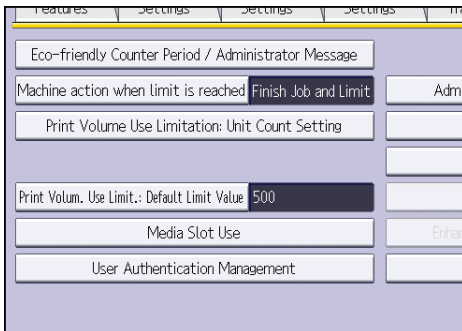 Features Settings Settings Settings
Eco-friendly Counter Period / Administrator Message
Machine action when limit is reached Finish Job and Limit Adm
Print Volume Use Limitation: Unit Count Setting
Print Volum. Use Limit.: Default Limit Value 500
Media Slot Use Enhan
User Authentication Management